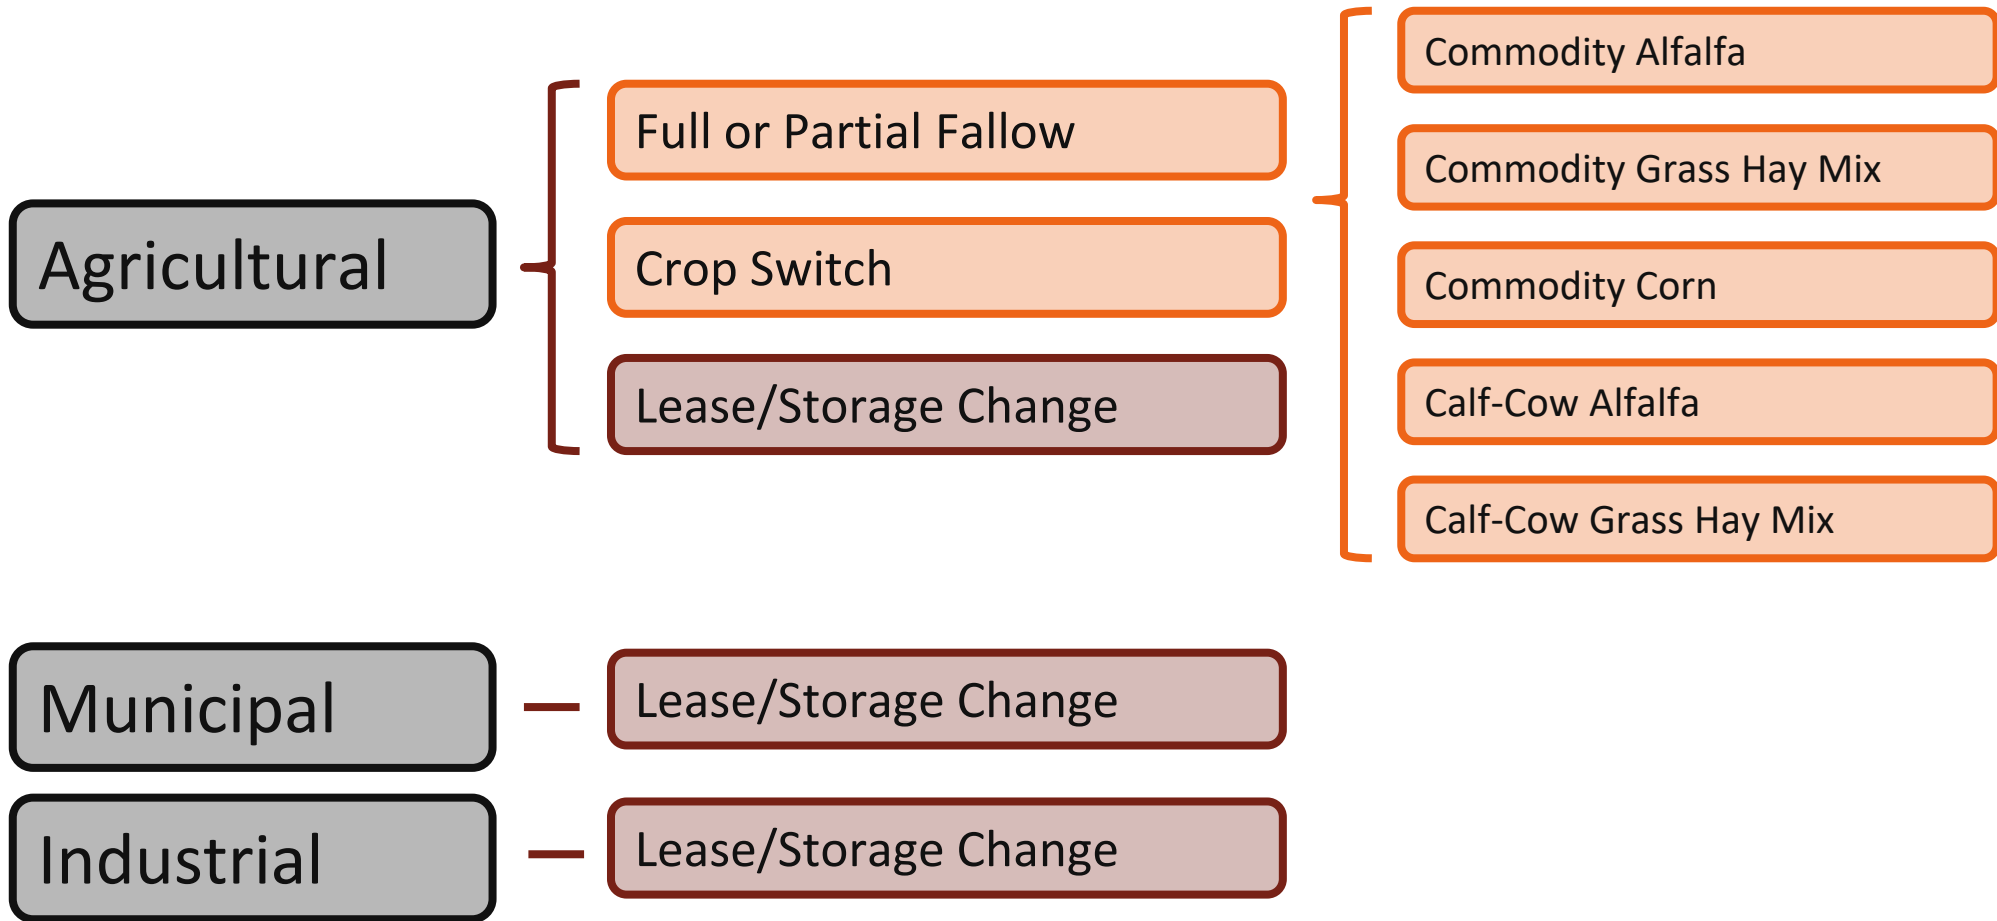 Agricultural
Full or Partial Fallow
Crop Switch
Lease/Storage Change
Commodity Alfalfa
Commodity Grass Hay Mix
Commodity Corn
Calf-Cow Alfalfa
Calf-Cow Grass Hay Mix
Municipal
Lease/Storage Change
Industrial
Lease/Storage Change